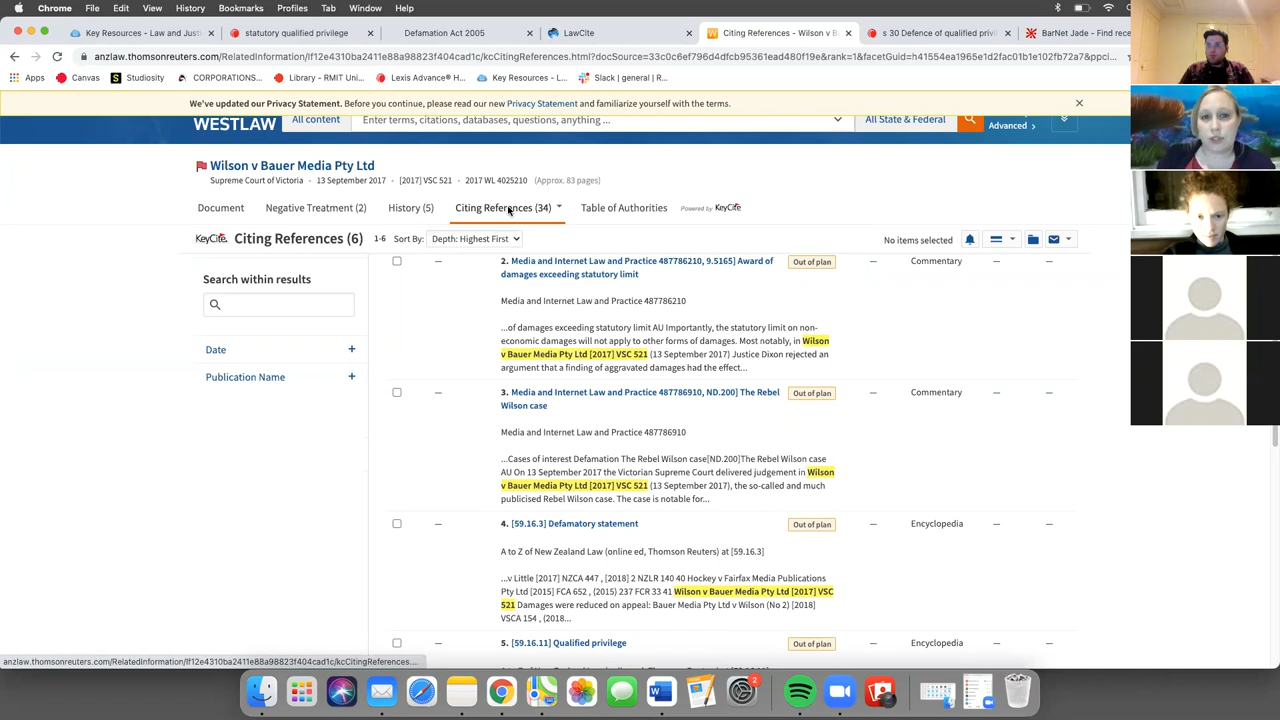 Chrome File Edit View History Bookmarks People Tab Window Help
Key Resources - Law and Justi
statutory qualified privilege
Defamation Act 2005
LawCite
Citing References - Wilson v B
s 30 Defence of qualified privi
BarNet Jade - Find rece
anzlaw.thomsonreuters.com/RelatedInformation/If12e4310ba2411e88a98823f404cad1c/kcCitingReferences.html?docSource=33c0c6ef796d4dfcb95361ead480f19e&rank=1&facetGuid=h41554ea1965e1d2fac01b1e102fb72a7&ppci...
Apps Canvas Studiosity CORPORATIONS... Library - RMIT Uni... Lexis Advance® H... Key Resources - L... Slack | general | R...
We've updated our Privacy Statement. Before you continue, please read our new Privacy Statement and familiarize yourself with the terms.
WESTLAW All content Enter terms, citations, databases, questions, anything ... All State & Federal Advanced
Wilson v Bauer Media Pty Ltd
Supreme Court of Victoria • 13 September 2017 • [2017] VSC 521 • 2017 WL 4025210 (Approx. 83 pages)
Document Negative Treatment (2) History (5) Citing References (34) Table of Authorities Powered by KeyCite
KeyCite. Citing References (6) 1-6 Sort By: Depth: Highest First No items selected
Search within results
Date +
Publication Name +
2. Media and Internet Law and Practice 487786210, 9.5165] Award of Out of plan — Commentary — —
damages exceeding statutory limit
Media and Internet Law and Practice 487786210
...of damages exceeding statutory limit AU Importantly, the statutory limit on non-
economic damages will not apply to other forms of damages. Most notably, in Wilson
v Bauer Media Pty Ltd [2017] VSC 521 (13 September 2017) Justice Dixon rejected an
argument that a finding of aggravated damages had the effect...
3. Media and Internet Law and Practice 487786910, ND.200] The Rebel Out of plan — Commentary — —
Wilson case
Media and Internet Law and Practice 487786910
...Cases of interest Defamation The Rebel Wilson case[ND.200]The Rebel Wilson case
AU On 13 September 2017 the Victorian Supreme Court delivered judgement in Wilson
v Bauer Media Pty Ltd [2017] VSC 521 (13 September 2017), the so-called and much
publicised Rebel Wilson case. The case is notable for...
4. [59.16.3] Defamatory statement Out of plan — Encyclopedia — —
A to Z of New Zealand Law (online ed, Thomson Reuters) at [59.16.3]
...v Little [2017] NZCA 447 , [2018] 2 NZLR 140 40 Hockey v Fairfax Media Publications
Pty Ltd [2015] FCA 652 , (2015) 237 FCR 33 41 Wilson v Bauer Media Pty Ltd [2017] VSC
521 Damages were reduced on appeal: Bauer Media Pty Ltd v Wilson (No 2) [2018]
VSCA 154 , (2018...
5. [59.16.11] Qualified privilege Out of plan — Encyclopedia — —
anzlaw.thomsonreuters.com/RelatedInformation/If12e4310ba2411e88a98823f404cad1c/kcCitingReferences....
2